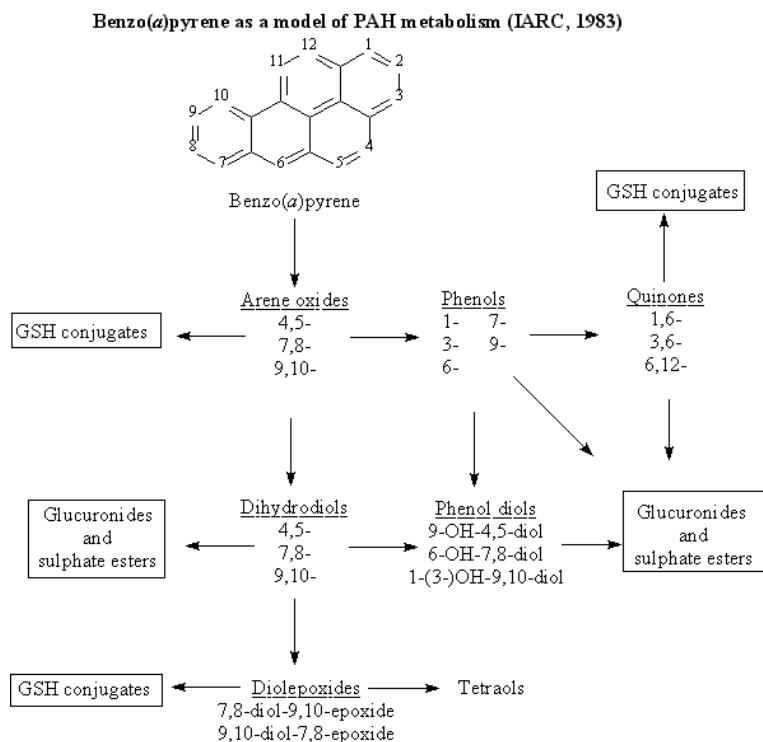 Benzo(a)pyrene as a model of PAH metabolism (IARC, 1983)
12
1
11
2
10
3
9
8
4
7
6
5
Benzo(a)pyrene
GSH conjugates
Arene oxides
4,5-
7,8-
9,10-
Phenols
1- 7-
3- 9-
6-
Quinones
1,6-
3,6-
6,12-
GSH conjugates
Glucuronides
and
sulphate esters
Dihydrodiols
4,5-
7,8-
9,10-
Phenol diols
9-OH-4,5-diol
6-OH-7,8-diol
1-(3-)OH-9,10-diol
Glucuronides
and
sulphate esters
GSH conjugates
Diolepoxides
7,8-diol-9,10-epoxide
9,10-diol-7,8-epoxide
Tetraols